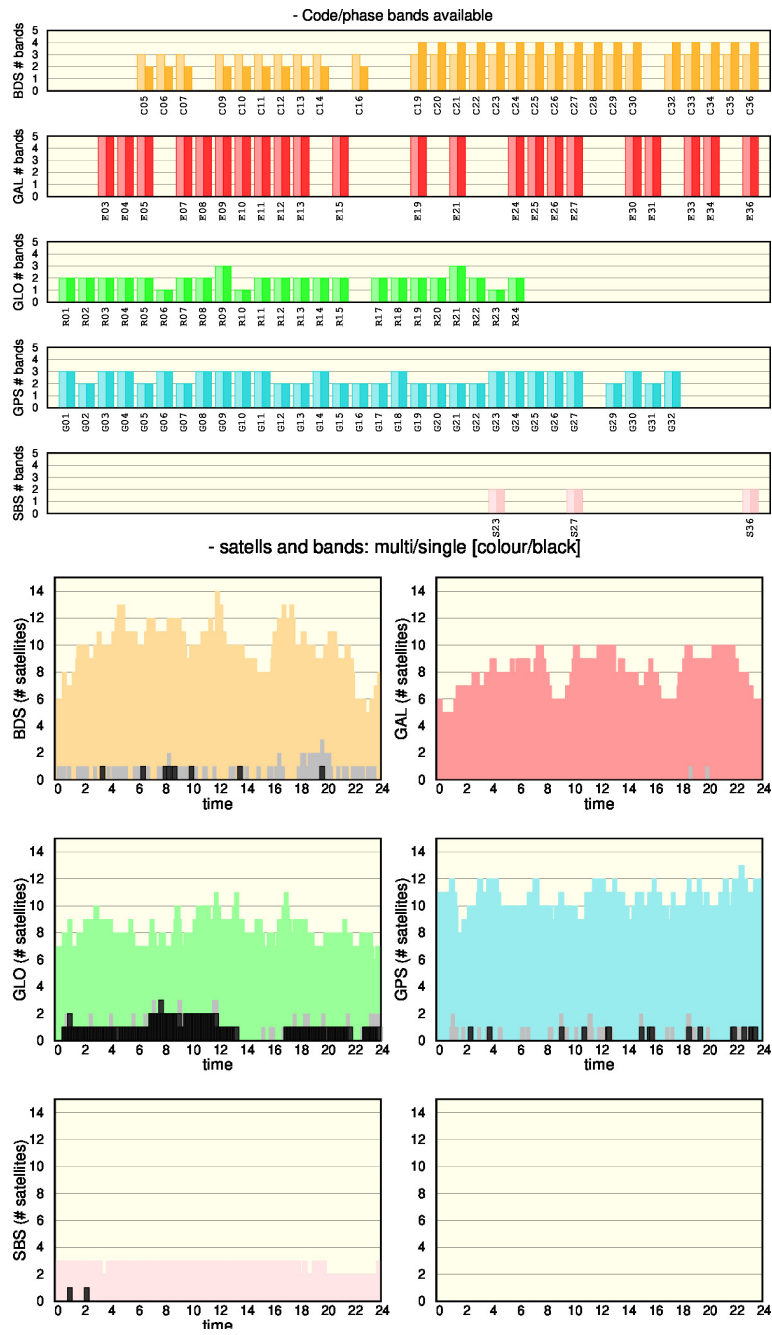 - Code/phase bands available
BDS # bands
5
4
3
2
1
0
C05 C06 C07 C09 C10 C11 C12 C13 C14 C16 C19 C20 C21 C22 C23 C24 C25 C26 C27 C28 C29 C30 C32 C33 C34 C35 C36
GAL # bands
5
4
3
2
1
0
E03 E04 E05 E07 E08 E09 E10 E11 E12 E13 E15 E19 E21 E24 E25 E26 E27 E30 E31 E33 E34 E36
GLO # bands
5
4
3
2
1
0
R01 R02 R03 R04 R05 R06 R07 R08 R09 R10 R11 R12 R13 R14 R15 R17 R18 R19 R20 R21 R22 R23 R24
GPS # bands
5
4
3
2
1
0
G01 G02 G03 G04 G05 G06 G07 G08 G09 G10 G11 G12 G13 G14 G15 G16 G17 G18 G19 G20 G21 G22 G23 G24 G25 G26 G27 G29 G30 G31 G32
SBS # bands
5
4
3
2
1
0
S23 S27 S36
- satells and bands: multi/single [colour/black]
BDS (# satellites)
14
12
10
8
6
4
2
0
0 2 4 6 8 10 12 14 16 18 20 22 24
time
GAL (# satellites)
14
12
10
8
6
4
2
0
0 2 4 6 8 10 12 14 16 18 20 22 24
time
GLO (# satellites)
14
12
10
8
6
4
2
0
0 2 4 6 8 10 12 14 16 18 20 22 24
time
GPS (# satellites)
14
12
10
8
6
4
2
0
0 2 4 6 8 10 12 14 16 18 20 22 24
time
SBS (# satellites)
14
12
10
8
6
4
2
0
0 2 4 6 8 10 12 14 16 18 20 22 24
time
14
12
10
8
6
4
2
0
0 2 4 6 8 10 12 14 16 18 20 22 24